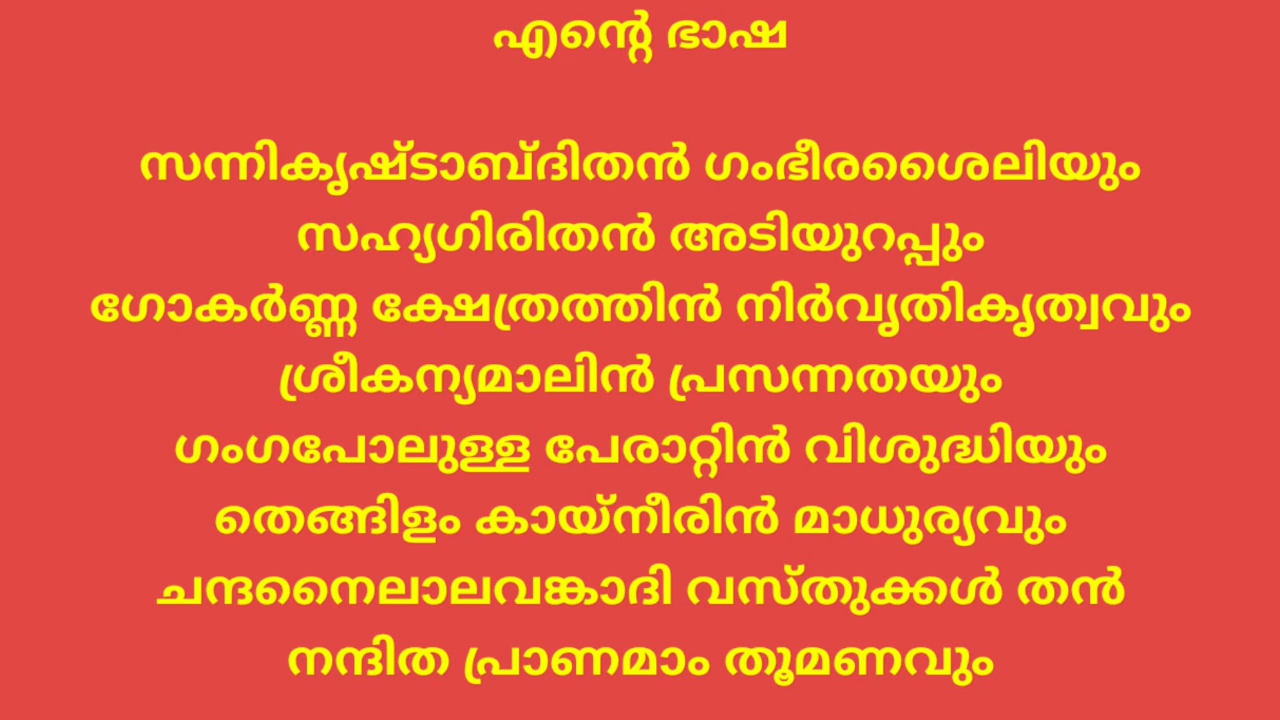 എന്റെ ഭാഷ
സന്നികൃഷ്ടാബ്ദിതൻ ഗംഭീരശൈലിയും
സഹ്യഗിരിതൻ അടിയുറപ്പും
ഗോകർണ്ണ ക്ഷേത്രത്തിൻ നിർവൃതികൃത്വവും
ശ്രീകന്യമാലിൻ പ്രസന്നതയും
ഗംഗപോലുള്ള പേരാറ്റിൻ വിശുദ്ധിയും
തെങ്ങിളം കായ്നീരിൻ മാധുര്യവും
ചന്ദനൈലാലവങ്കാദി വസ്തുക്കൾ തൻ
നന്ദിത പ്രാണമാം തൂമണവും